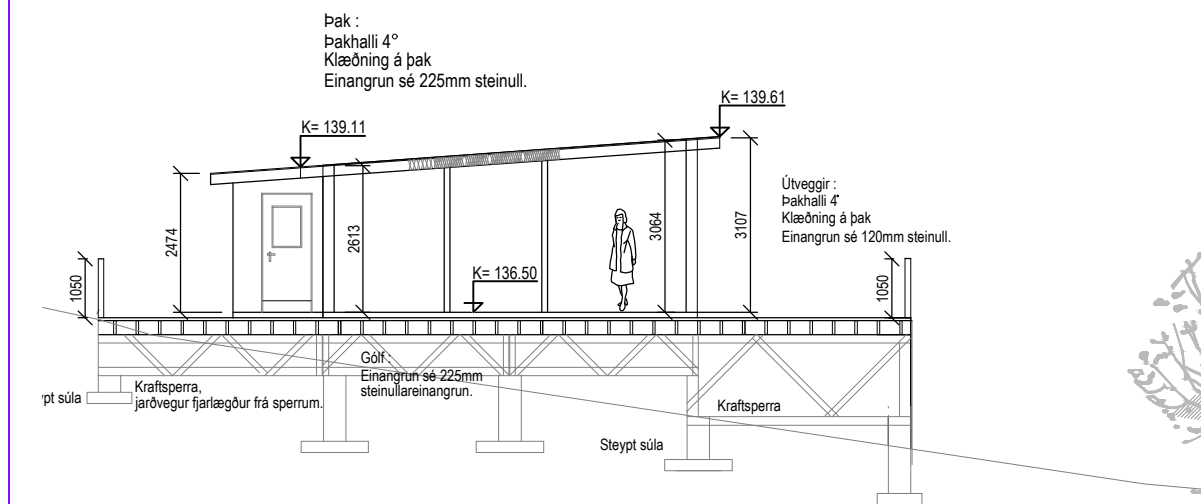 Þak :
Þakhalli 4°
Klæðning á þak
Einangrun sé 225mm steinull.
K= 139.61
K= 139.11
Útveggir :
Þakhalli 4°
Klæðning á þak
Einangrun sé 120mm steinull.
2474
2613
3064
3107
K= 136.50
1050
1050
Gólf :
Einangrun sé 225mm
steinullareinangrun.
Kraftsperra,
jarðvegur fjarlægður frá sperrum.
ypt súla
Kraftsperra
Steypt súla